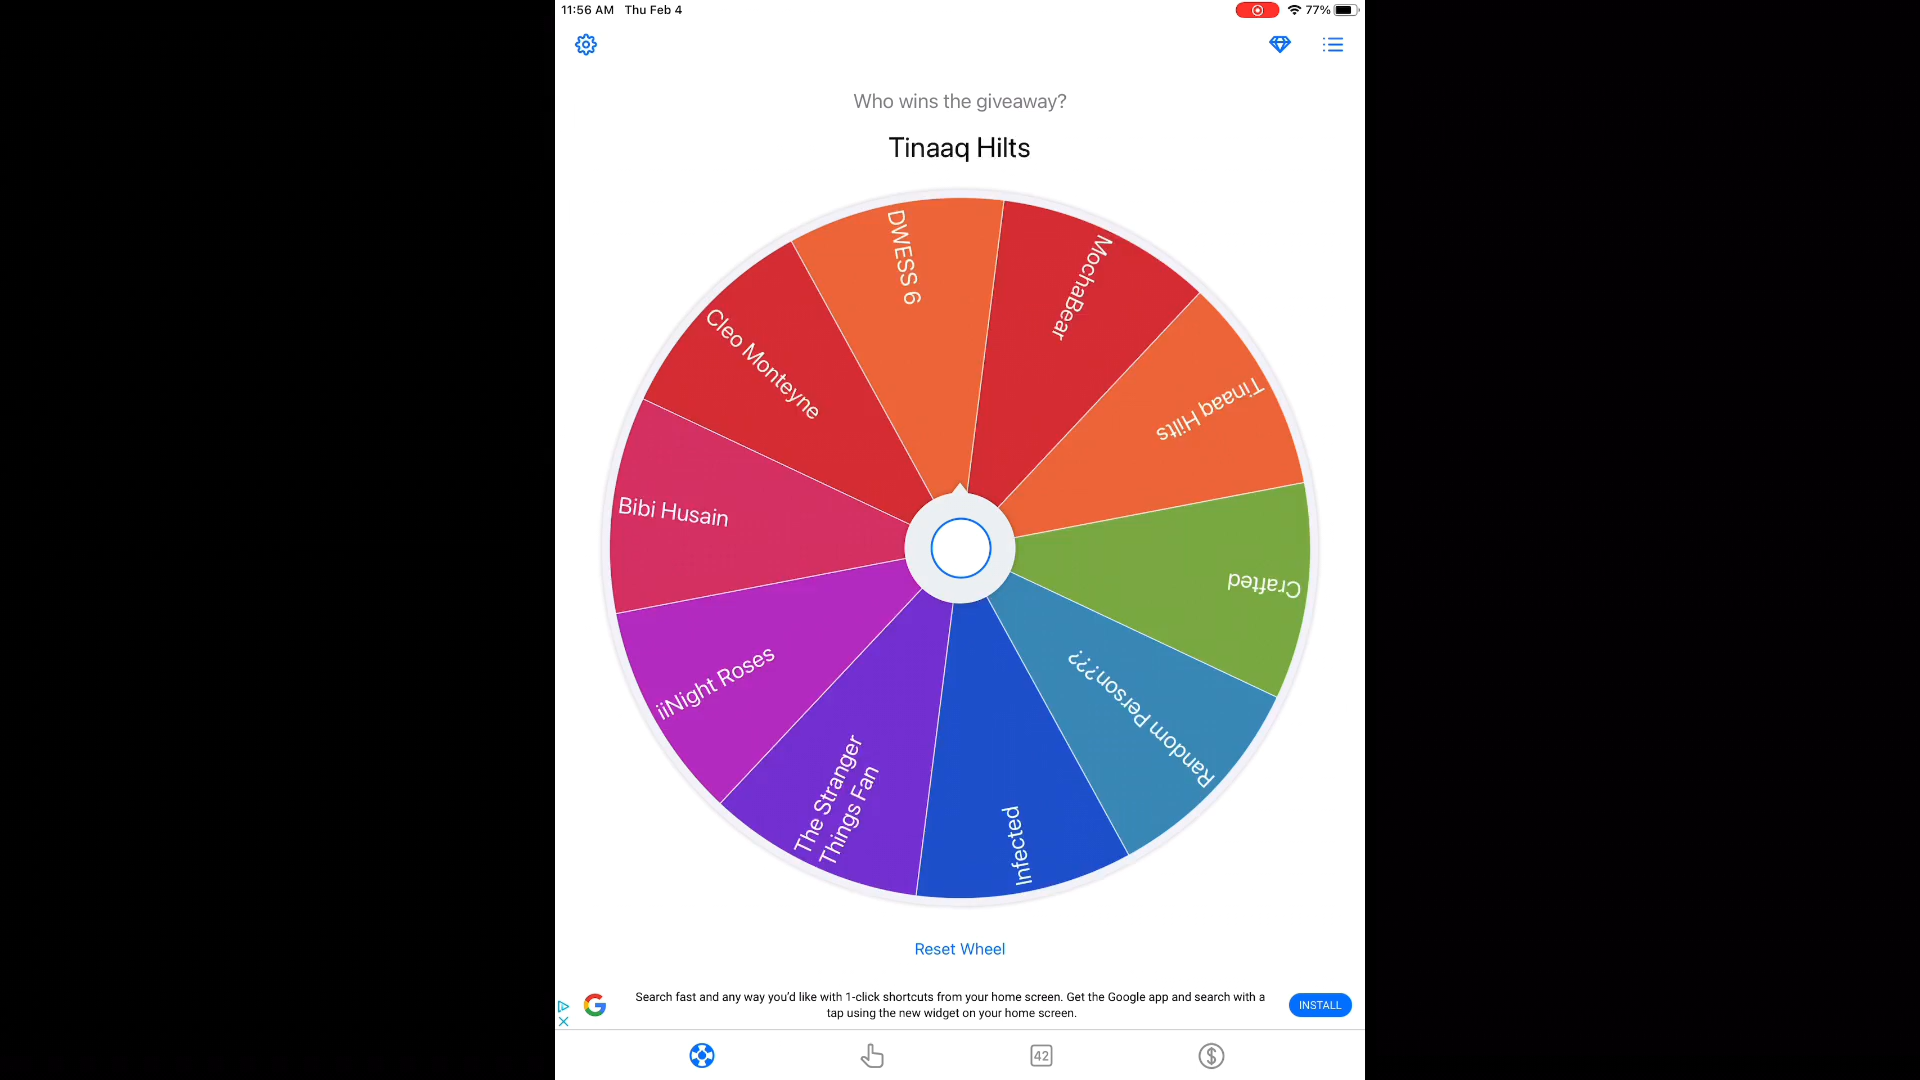 11:56 AM Thu Feb 4
77%
Who wins the giveaway?
Tinaaq Hilts
DWESS 6
MochaBear
Cleo Monteyne
Tinaaq Hilts
Bibi Husain
Crafted
iiNight Roses
Random Person???
The Stranger
Things Fan
Infected
Reset Wheel
Search fast and any way you'd like with 1-click shortcuts from your home screen. Get the Google app and search with a
tap using the new widget on your home screen.
INSTALL
42